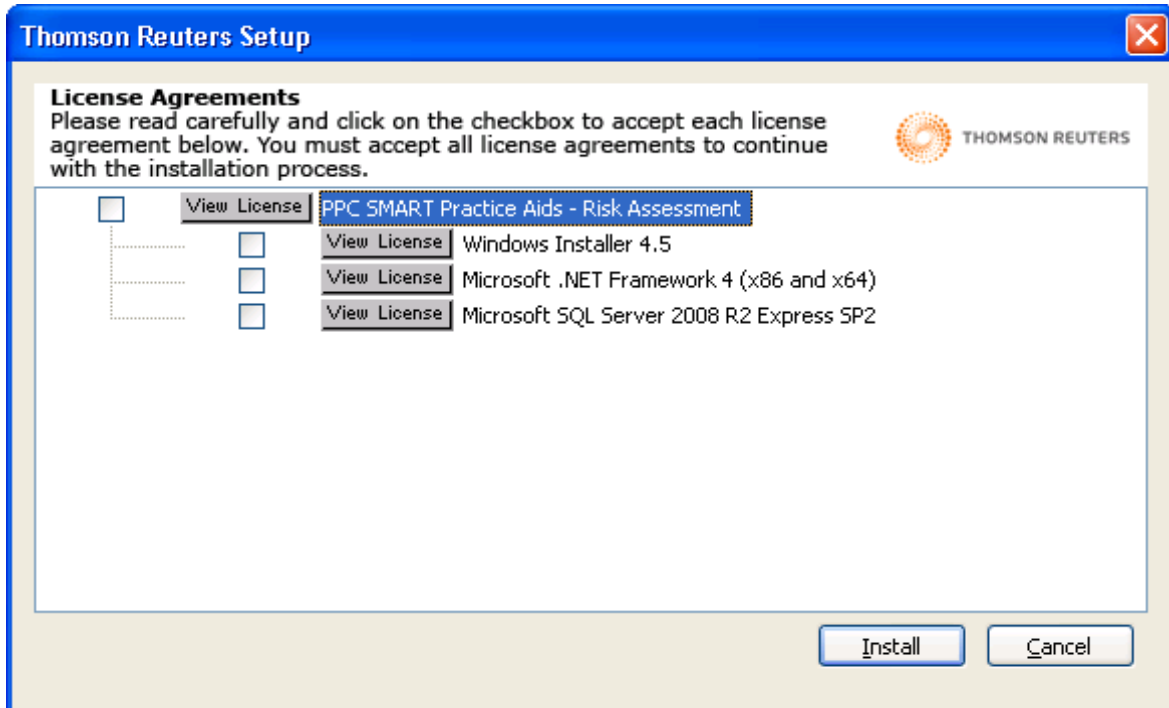 Thomson Reuters Setup
License Agreements
Please read carefully and click on the checkbox to accept each license
agreement below. You must accept all license agreements to continue
with the installation process.
THOMSON REUTERS
View License PPC SMART Practice Aids - Risk Assessment
View License Windows Installer 4.5
View License Microsoft .NET Framework 4 (x86 and x64)
View License Microsoft SQL Server 2008 R2 Express SP2
Install Cancel